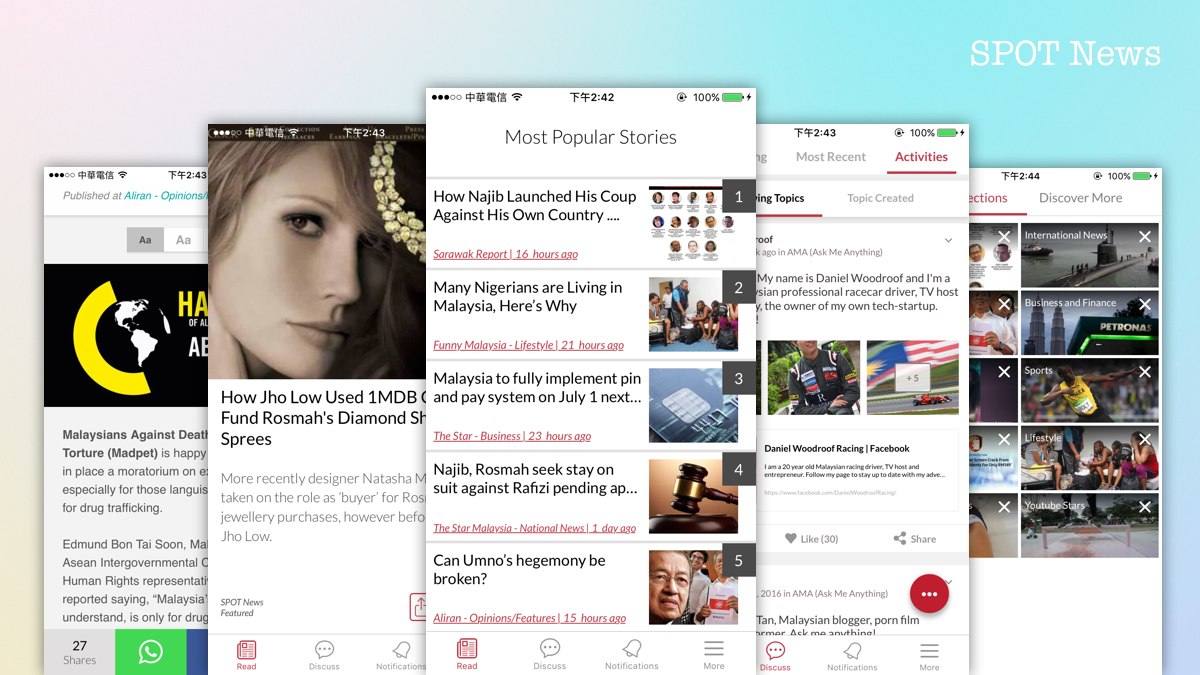 SPOT News
中華電信
下午2:43
Published at Aliran - Opinions/
Aa
Aa
HA
OF AL
AB
Malaysians Against Death
Torture (Madpet) is happy
in place a moratorium on ex
especially for those languis
for drug trafficking.
Edmund Bon Tai Soon, Mal
Asean Intergovernmental C
Human Rights representati
reported saying, “Malaysia’
understand, is only for drug
27
Shares
中華電信
下午2:43
How Jho Low Used 1MDB
Fund Rosmah's Diamond Sh
Sprees
More recently designer Natasha M
taken on the role as ‘buyer’ for Ros
jewellery purchases, however befo
Jho Low.
SPOT News
Featured
Read
Discuss
Notifications
中華電信
下午2:42
100%
Most Popular Stories
How Najib Launched His Coup
Against His Own Country ....
Sarawak Report | 16 hours ago
1
Many Nigerians are Living in
Malaysia, Here’s Why
Funny Malaysia - Lifestyle | 21 hours ago
2
Malaysia to fully implement pin
and pay system on July 1 next...
The Star - Business | 23 hours ago
3
Najib, Rosmah seek stay on
suit against Rafizi pending ap...
The Star Malaysia - National News | 1 day ago
4
Can Umno’s hegemony be
broken?
Aliran - Opinions/Features | 15 hours ago
5
Read
Discuss
Notifications
More
下午2:43
100%
ng
Most Recent
Activities
ing Topics
Topic Created
roof
k ago in AMA (Ask Me Anything)
My name is Daniel Woodroof and I'm a
ysian professional racecar driver, TV host
y, the owner of my own tech-startup.
!
+5
Daniel Woodroof Racing | Facebook
I am a 20 year old Malaysian racing driver, TV host and
entrepreneur. Follow my page to stay up to date with my adve...
https://www.facebook.com/DanielWoodroofRacing/
Like (30)
Share
, 2016 in AMA (Ask Me Anything)
Tan, Malaysian blogger, porn film
ormer. Ask me anything!
Discuss
Notifications
More
下午2:44
100%
ections
Discover More
International News
Business and Finance
PETRONAS
Sports
Lifestyle
s
Youtube Stars